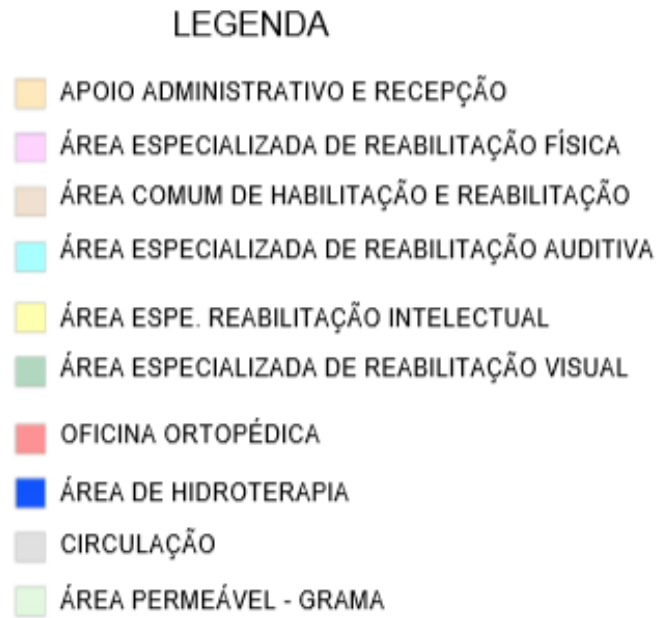 LEGENDA
APOIO ADMINISTRATIVO E RECEPÇÃO
ÁREA ESPECIALIZADA DE REABILITAÇÃO FÍSICA
ÁREA COMUM DE HABILITAÇÃO E REABILITAÇÃO
ÁREA ESPECIALIZADA DE REABILITAÇÃO AUDITIVA
ÁREA ESPE. REABILITAÇÃO INTELECTUAL
ÁREA ESPECIALIZADA DE REABILITAÇÃO VISUAL
OFICINA ORTOPÉDICA
ÁREA DE HIDROTERAPIA
CIRCULAÇÃO
ÁREA PERMEÁVEL - GRAMA